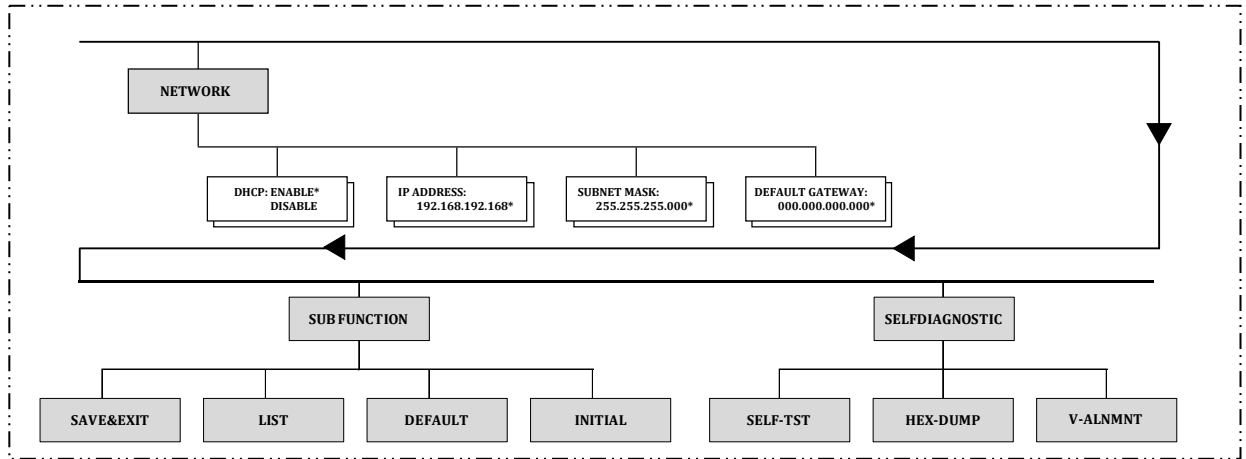 NETWORK
DHCP: ENABLE*
DISABLE
IP ADDRESS:
192.168.192.168*
SUBNET MASK:
255.255.255.000*
DEFAULT GATEWAY:
000.000.000.000*
SUB FUNCTION
SELFDIAGNOSTIC
SAVE&EXIT
LIST
DEFAULT
INITIAL
SELF-TST
HEX-DUMP
V-ALNMNT